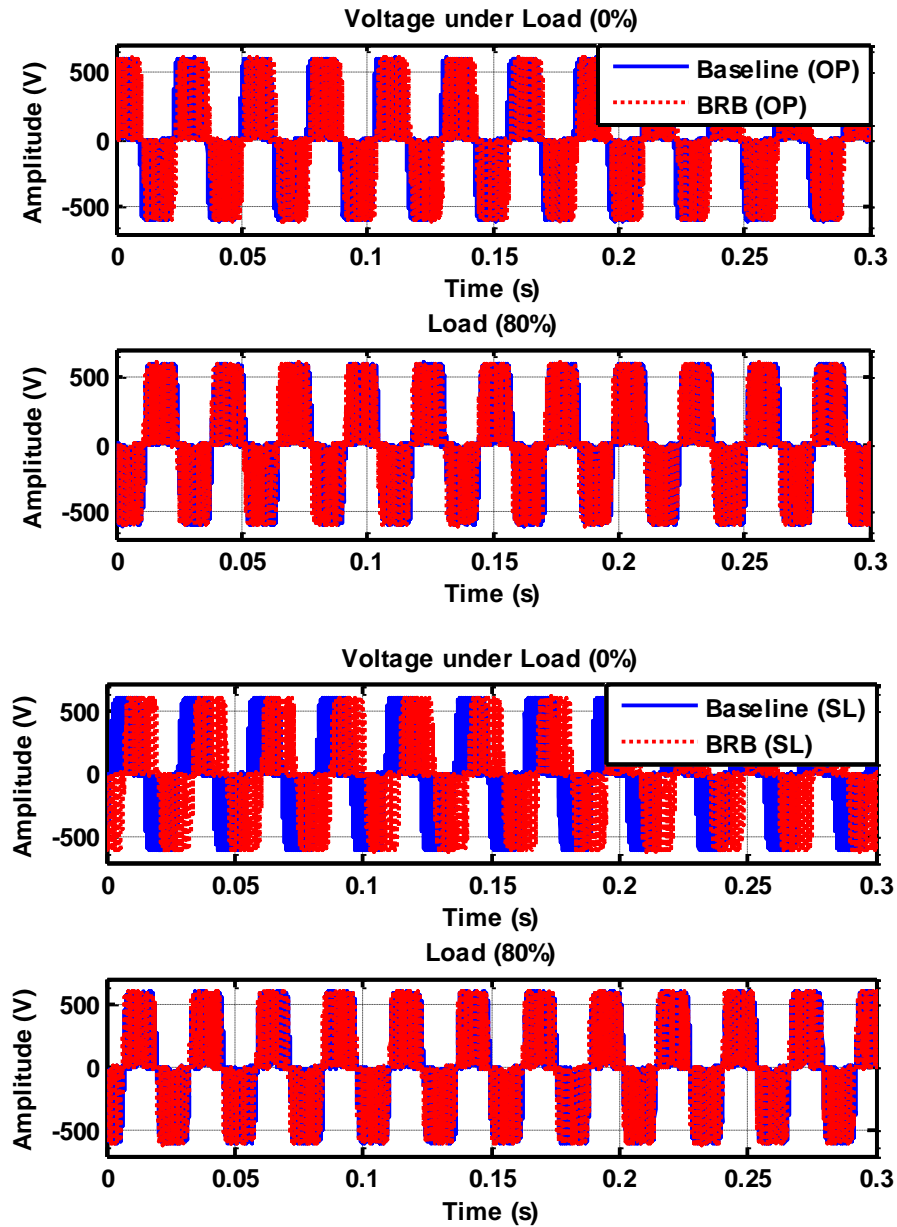 Voltage under Load (0%)
Amplitude (V)
500
0
-500
Baseline (OP)
BRB (OP)
0 0.05 0.1 0.15 0.2 0.25 0.3
Time (s)
Load (80%)
Amplitude (V)
500
0
-500
0 0.05 0.1 0.15 0.2 0.25 0.3
Time (s)
Voltage under Load (0%)
Amplitude (V)
500
0
-500
Baseline (SL)
BRB (SL)
0 0.05 0.1 0.15 0.2 0.25 0.3
Time (s)
Load (80%)
Amplitude (V)
500
0
-500
0 0.05 0.1 0.15 0.2 0.25 0.3
Time (s)